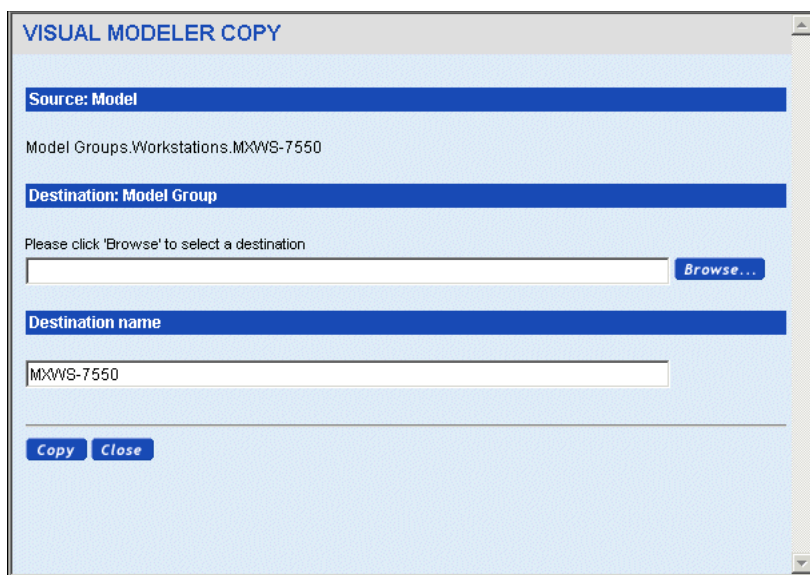 VISUAL MODELER COPY
Source: Model
Model Groups.Workstations.MXWS-7550
Destination: Model Group
Please click 'Browse' to select a destination
Browse...
Destination name
MXWS-7550
Copy Close